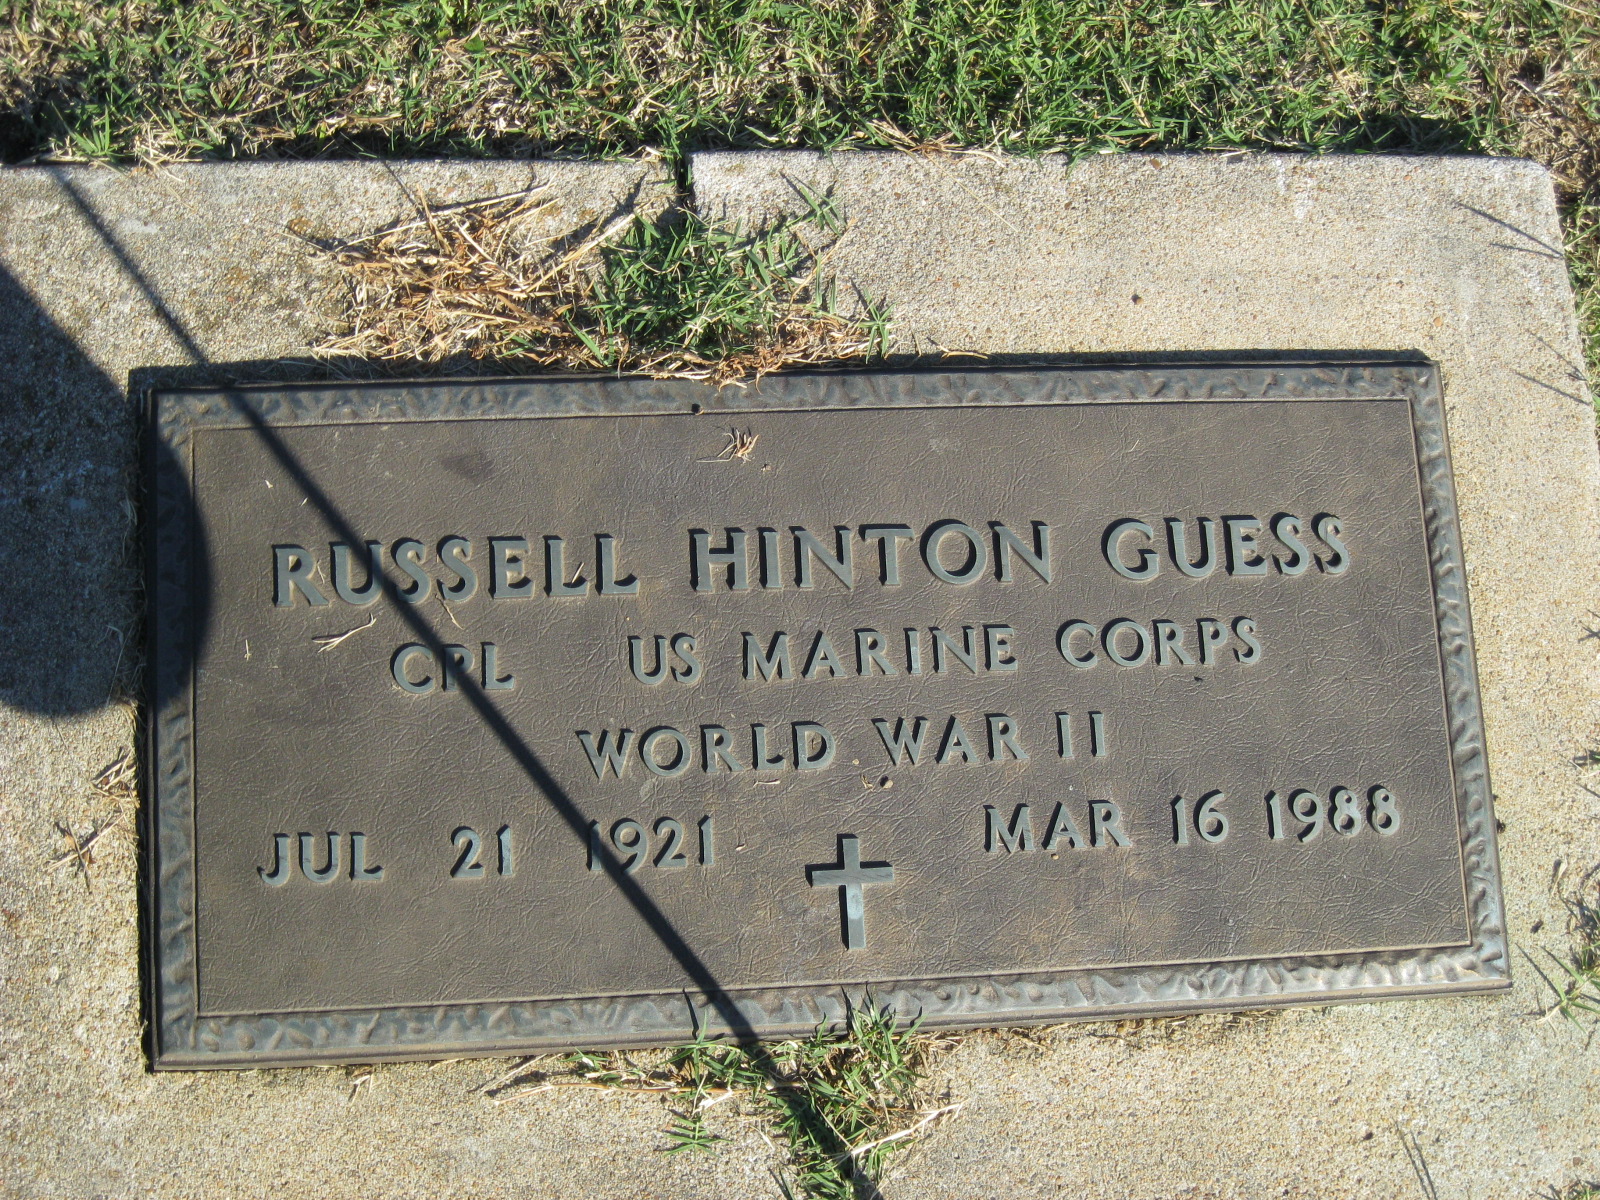 RUSSELL HINTON GUESS
CPL US MARINE CORPS
WORLD WAR II
JUL 21 1921 MAR 16 1988